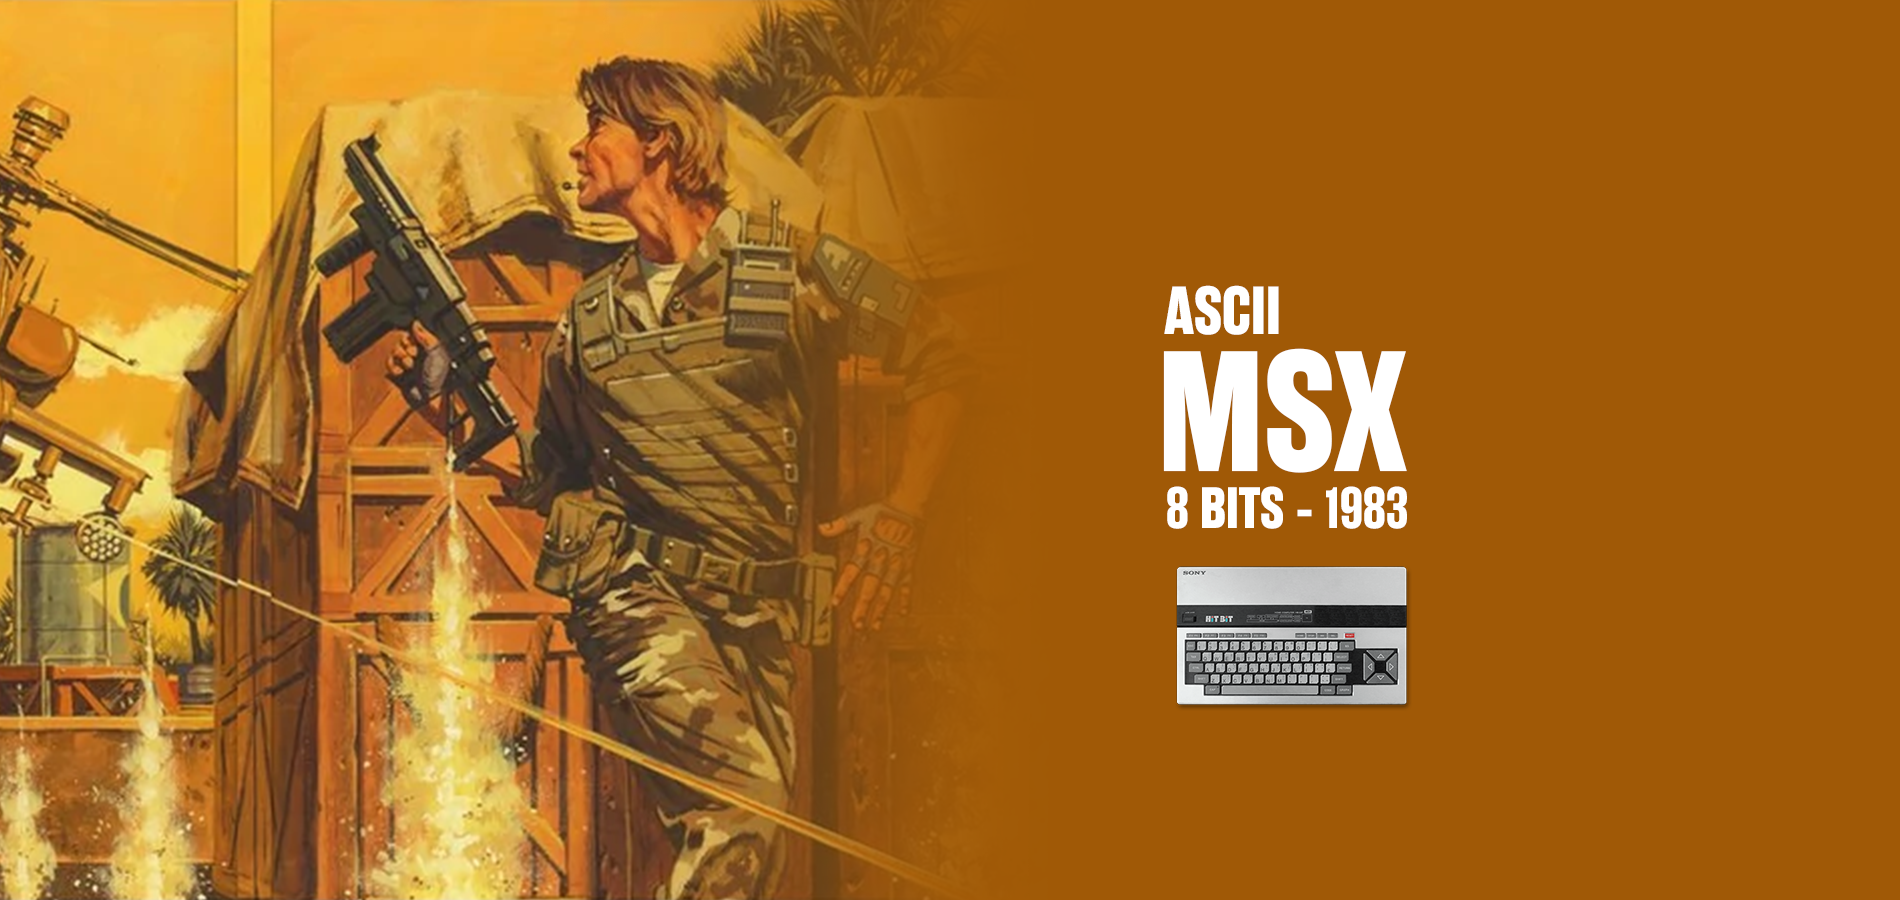 ASCII
MSX
8 BITS - 1983
SONY
HIT BIT